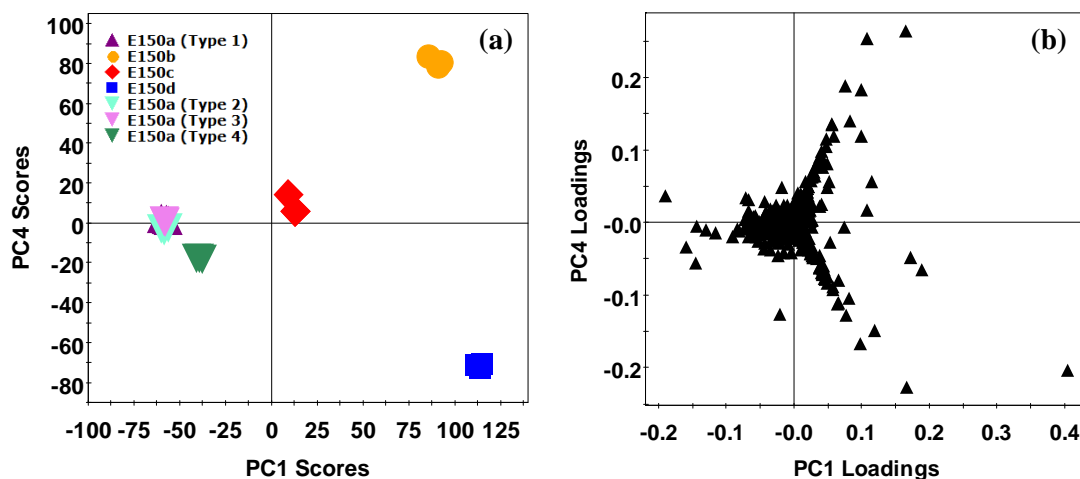 (a)
E150a (Type 1)
E150b
E150c
E150d
E150a (Type 2)
E150a (Type 3)
E150a (Type 4)
100
80
60
40
20
0
-20
-40
-60
-80
PC4 Scores
-100 -75 -50 -25 0 25 50 75 100 125
PC1 Scores
(b)
0.2
0.1
-0.0
-0.1
-0.2
PC4 Loadings
-0.2 -0.1 -0.0 0.1 0.2 0.3 0.4
PC1 Loadings